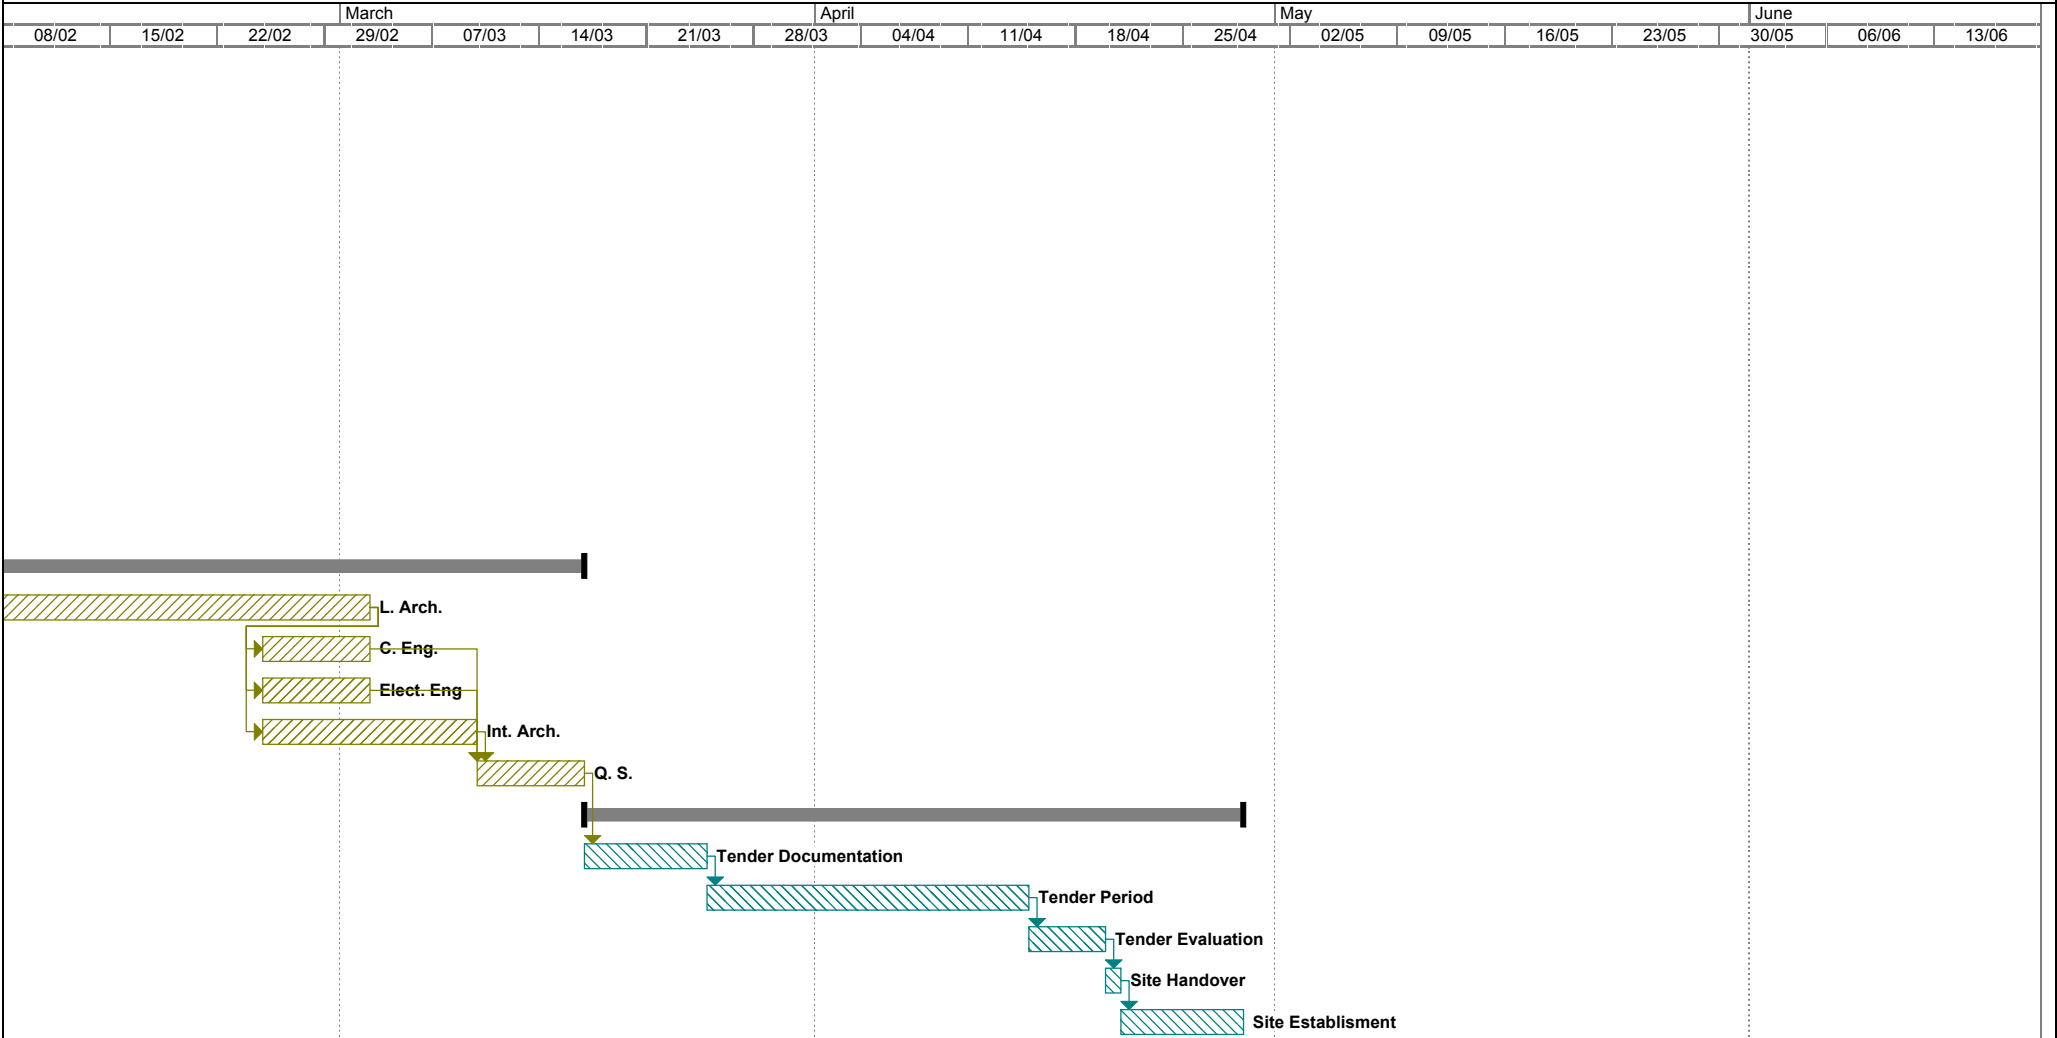 March April May June
08/02 15/02 22/02 29/02 07/03 14/03 21/03 28/03 04/04 11/04 18/04 25/04 02/05 09/05 16/05 23/05 30/05 06/06 13/06
L. Arch.
C. Eng.
Elect. Eng
Int. Arch.
Q. S.
Tender Documentation
Tender Period
Tender Evaluation
Site Handover
Site Establisment